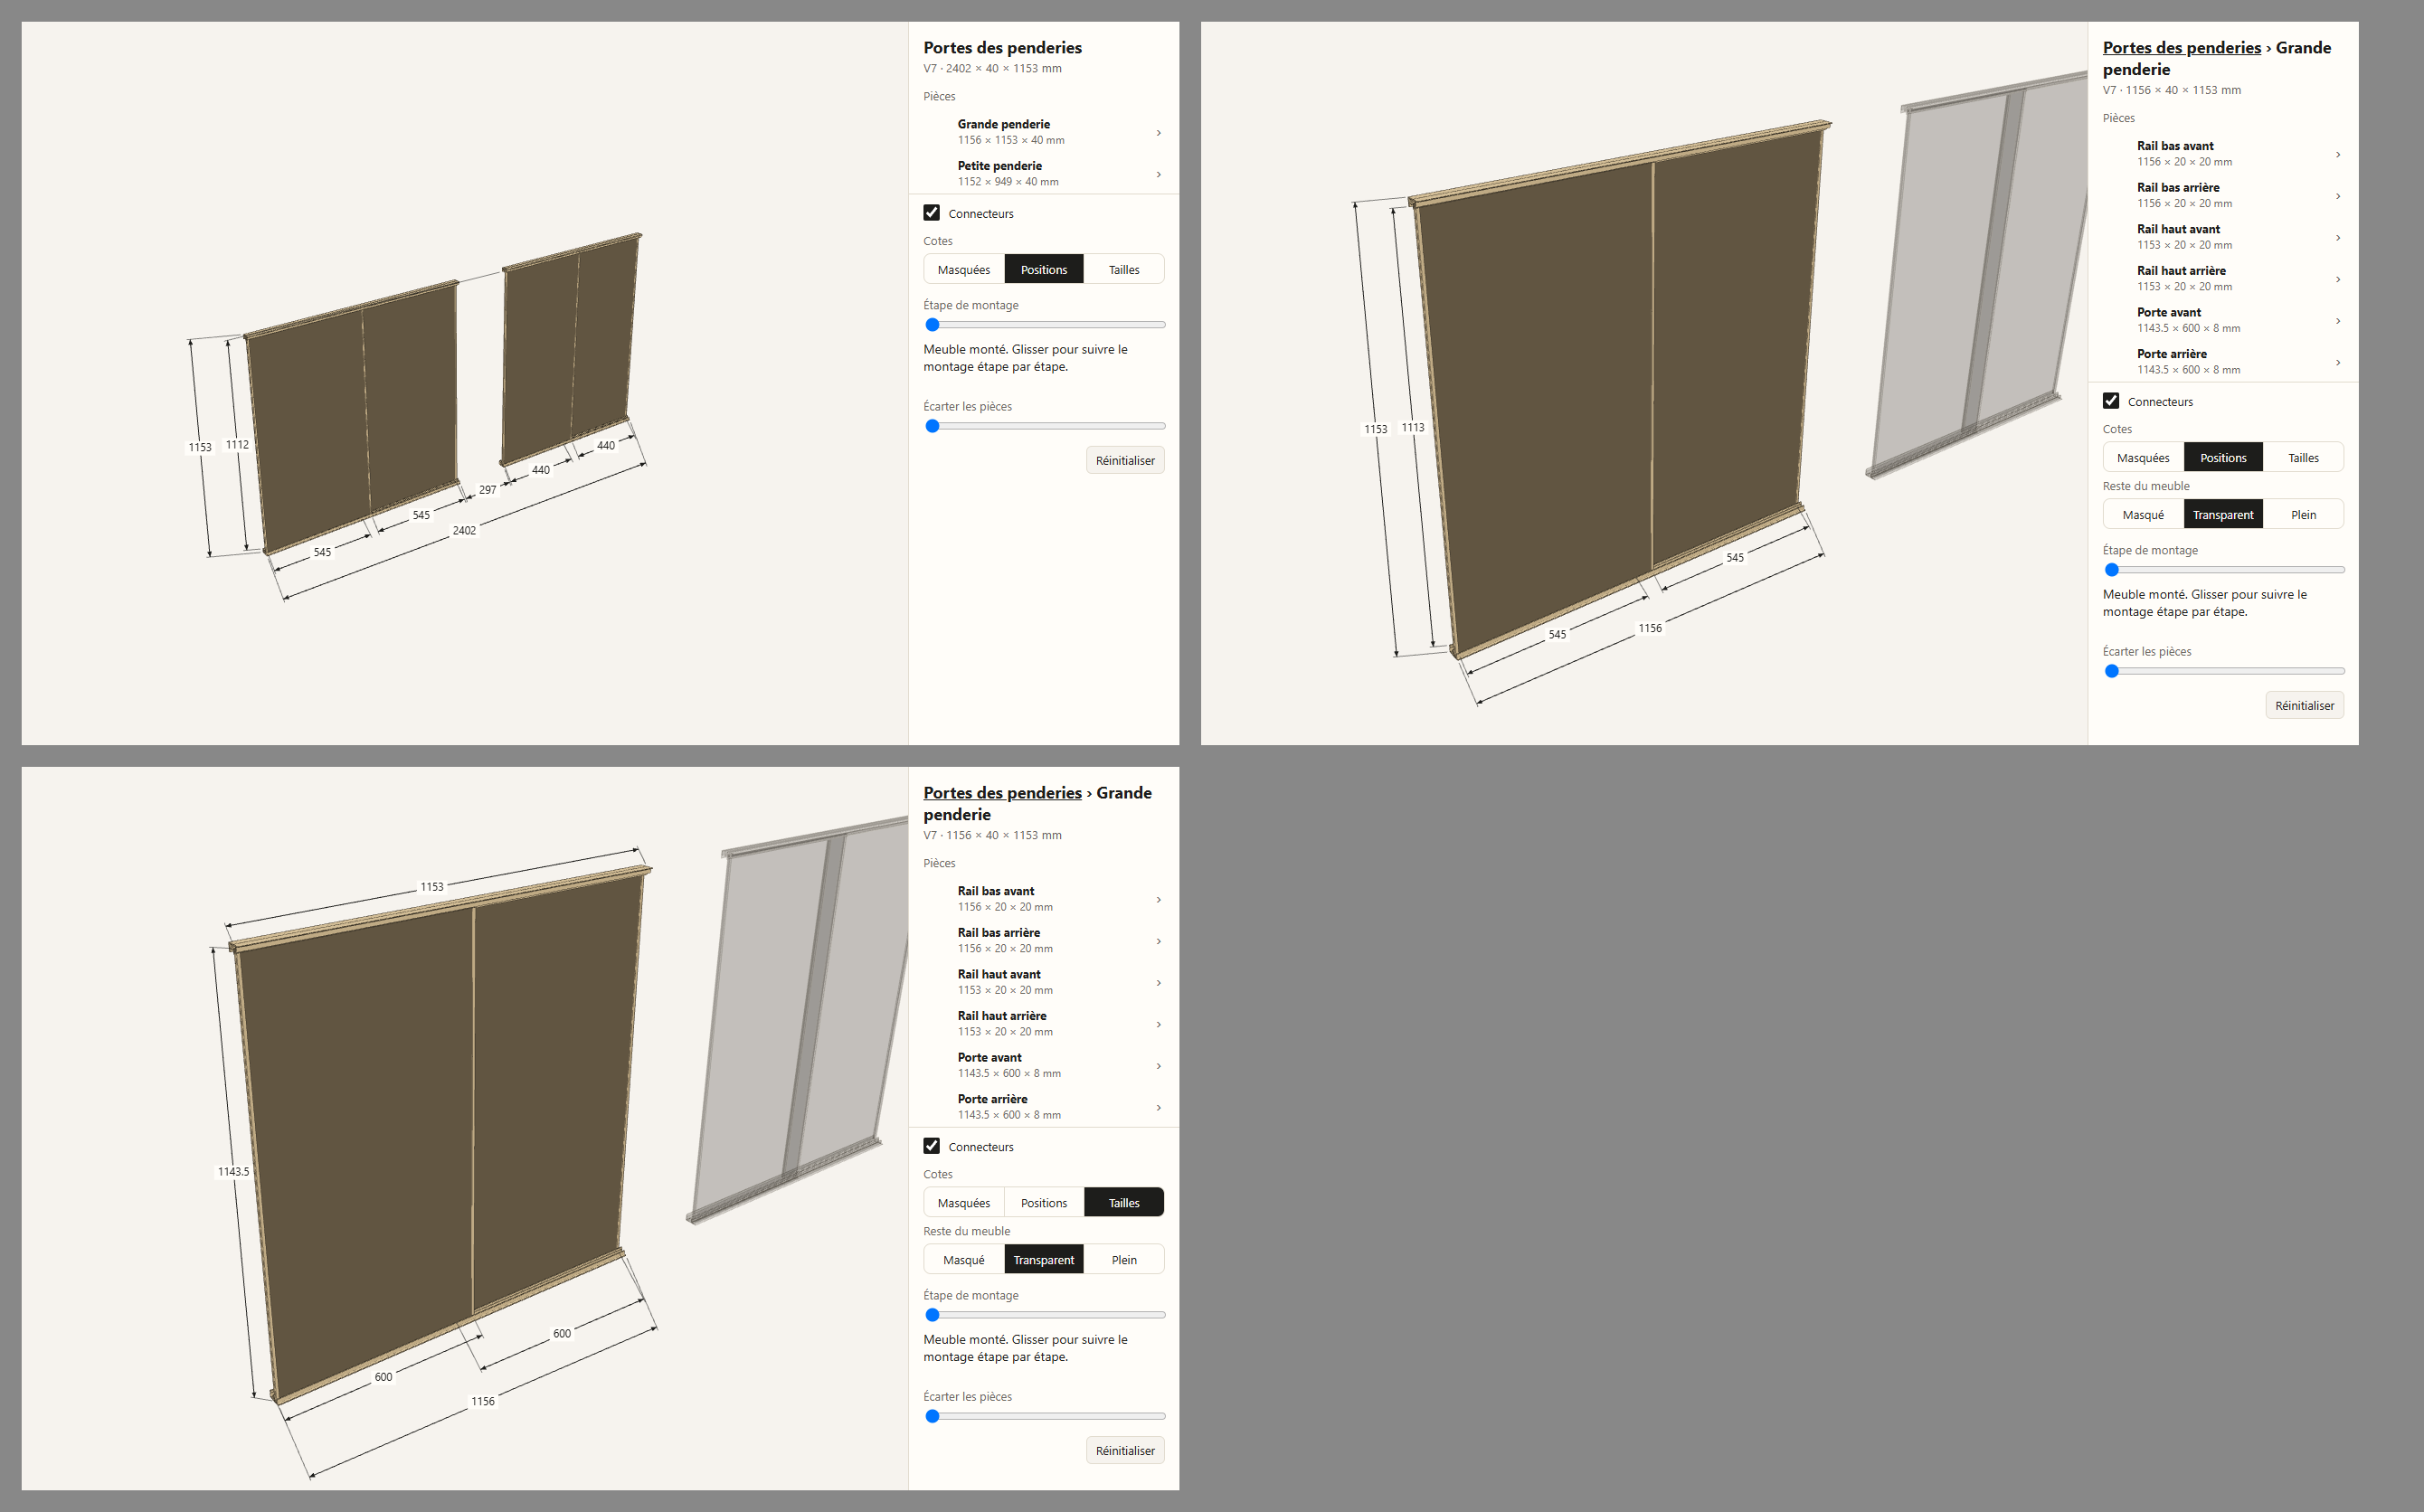 Portes des penderies
V7 · 2402 × 40 × 1153 mm
Pièces
Grande penderie
1156 × 1153 × 40 mm
›
Petite penderie
1152 × 949 × 40 mm
›
Connecteurs
Cotes
Masquées Positions Tailles
Étape de montage
Meuble monté. Glisser pour suivre le
montage étape par étape.
Écarter les pièces
Réinitialiser
1153
1112
440
440
297
545
2402
545
Portes des penderies › Grande
penderie
V7 · 1156 × 40 × 1153 mm
Pièces
Rail bas avant
1156 × 20 × 20 mm
›
Rail bas arrière
1156 × 20 × 20 mm
›
Rail haut avant
1153 × 20 × 20 mm
›
Rail haut arrière
1153 × 20 × 20 mm
›
Porte avant
1143.5 × 600 × 8 mm
›
Porte arrière
1143.5 × 600 × 8 mm
›
Connecteurs
Cotes
Masquées Positions Tailles
Reste du meuble
Masqué Transparent Plein
Étape de montage
Meuble monté. Glisser pour suivre le
montage étape par étape.
Écarter les pièces
Réinitialiser
1153
1113
545
545
1156
Portes des penderies › Grande
penderie
V7 · 1156 × 40 × 1153 mm
Pièces
Rail bas avant
1156 × 20 × 20 mm
›
Rail bas arrière
1156 × 20 × 20 mm
›
Rail haut avant
1153 × 20 × 20 mm
›
Rail haut arrière
1153 × 20 × 20 mm
›
Porte avant
1143.5 × 600 × 8 mm
›
Porte arrière
1143.5 × 600 × 8 mm
›
Connecteurs
Cotes
Masquées Positions Tailles
Reste du meuble
Masqué Transparent Plein
Étape de montage
Meuble monté. Glisser pour suivre le
montage étape par étape.
Écarter les pièces
Réinitialiser
1153
1143.5
600
600
1156